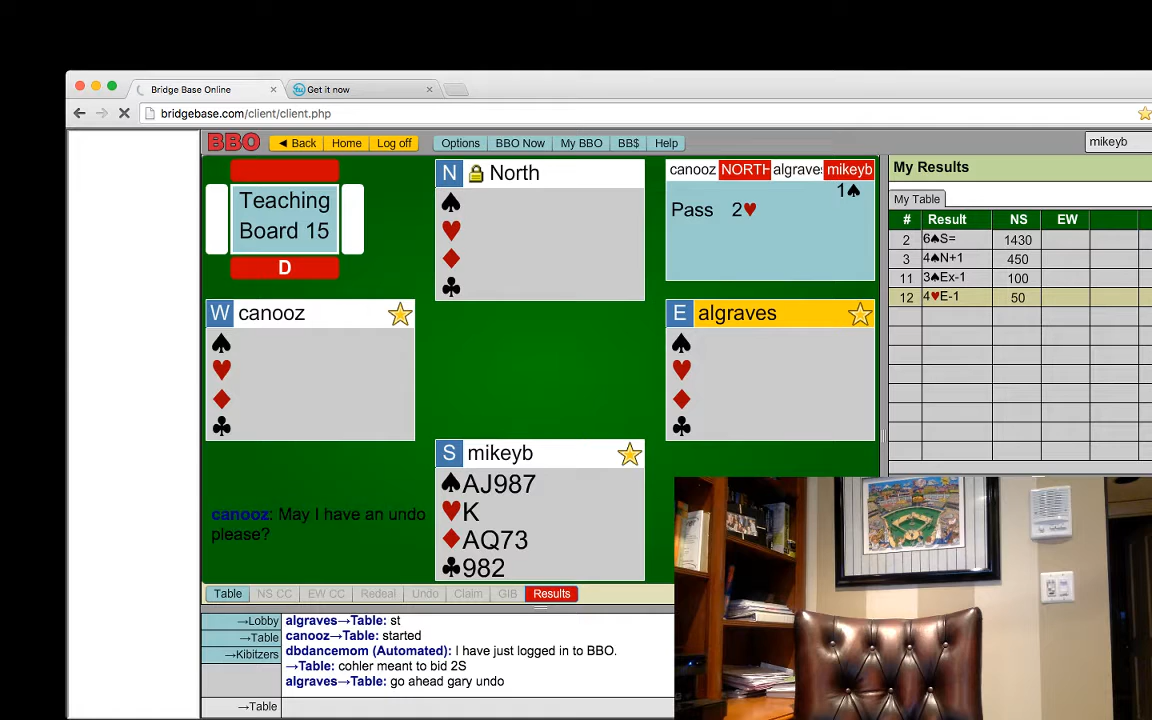 Bridge Base Online
Get it now
bridgebase.com/client/client.php
BBO
Back
Home
Log off
Options
BBO Now
My BBO
BB$
Help
mikeyb
Teaching
Board 15
D
N North
♠
♥
♦
♣
canooz NORTH algraves mikeyb
1♠
Pass 2♥
W canooz
♠
♥
♦
♣
E algraves
♠
♥
♦
♣
S mikeyb
♠AJ987
♥K
♦AQ73
♣982
canooz: May I have an undo
please?
My Results
My Table
# Result NS EW
2 6♠S= 1430
3 4♠N+1 450
11 3♠Ex-1 100
12 4♥E-1 50
Table NS CC EW CC Redeal Undo Claim GIB Results
→Lobby
→Table
→Kibitzers
algraves→Table: st
canooz→Table: started
dbdancemom (Automated): I have just logged in to BBO.
→Table: cohler meant to bid 2S
algraves→Table: go ahead gary undo
→Table